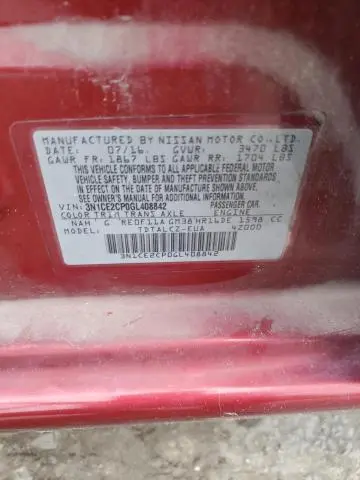 MANUFACTURED BY NISSAN MOTOR CO., LTD.
DATE: 07/16 GVWR: 3470 LBS
GAWR FR: 1867 LBS GAWR RR: 1704 LBS
THIS VEHICLE CONFORMS TO ALL APPLICABLE FEDERAL MOTOR
VEHICLE SAFETY, BUMPER AND THEFT PREVENTION STANDARDS
IN EFFECT ON THE DATE OF MANUFACTURE SHOWN ABOVE.
SEE OWNER'S MANUAL FOR ADDITIONAL INFORMATION
VIN: 3N1CE2CP0GL408842 PASSENGER CAR.
COLOR TRIM TRANS AXLE ENGINE
NAH G RE0F11A GM38 HR16DE 1598 CC
MODEL: TDTALCZ-EUA 42000
3N1CE2CP0GL408842